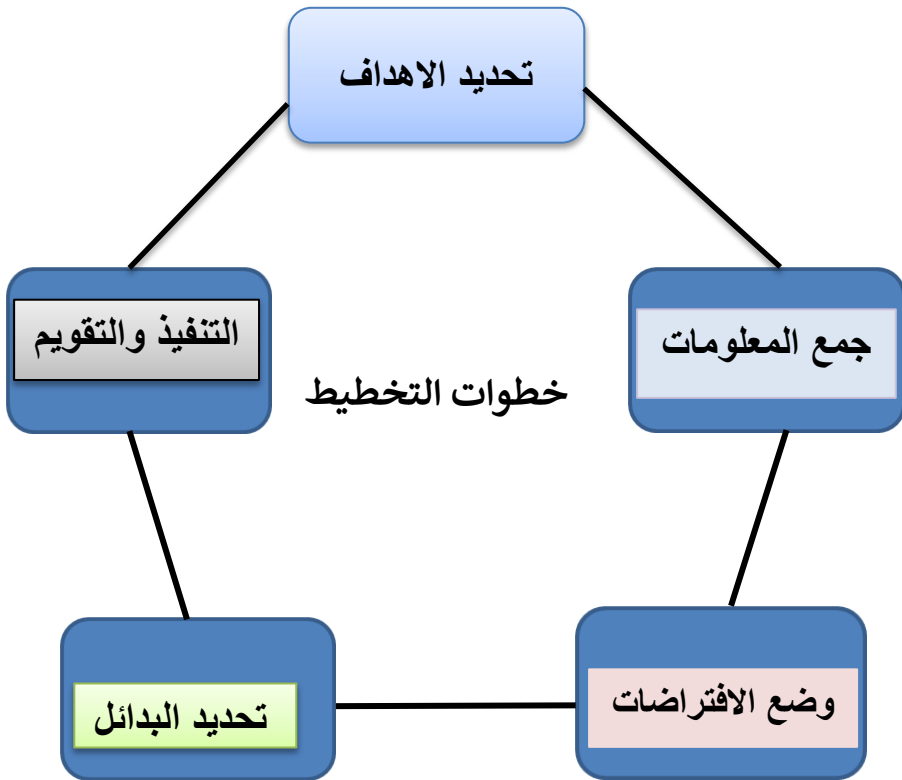 تحديد الاهداف
جمع المعلومات
التنفيذ والتقويم
خطوات التخطيط
وضع الافتراضات
تحديد البدائل